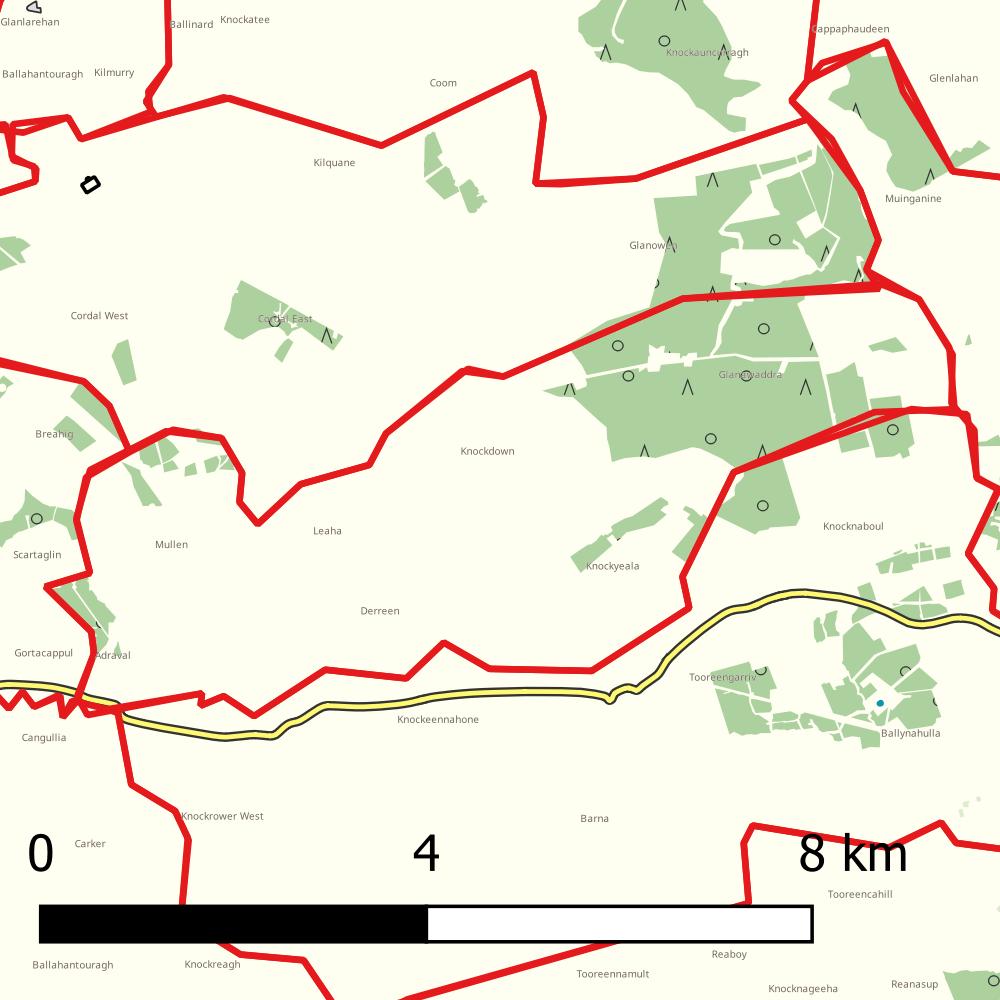 Glanlarehan
Ballinard
Knockatee
Cappaphaudeen
Knockauncurragh
Ballahantouragh
Kilmurry
Coom
Glenlahan
Kilquane
Muinganine
Glanowen
Cordal West
Cordal East
Glanawaddra
Breahig
Knockdown
Leaha
Knocknaboul
Mullen
Scartaglin
Knockyeala
Derreen
Gortacappul
Adraval
Tooreengarriv
Knockeennahone
Cangullia
Ballynahulla
Knockrower West
Barna
Carker
0 4 8 km
Tooreencahill
Reaboy
Ballahantouragh
Knockreagh
Tooreennamult
Knocknageeha
Reanasup